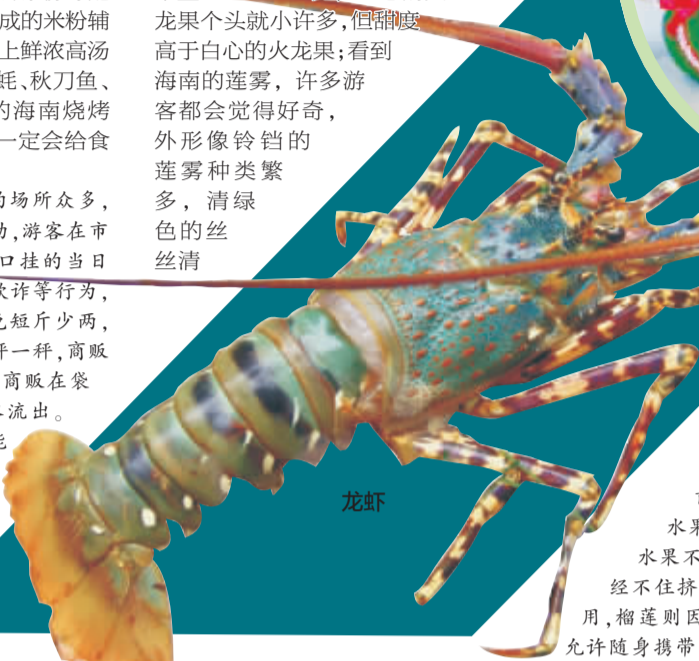 成的米粉辅
上鲜浓高汤
蚝、秋刀鱼、
的海南烧烤
一定会给食
的场所众多，
游客在市
口挂的当日
欺诈等行为，
短斤少两，
秤一秤，商贩
商贩在袋
流出。
能
龙果个头就小许多，但甜度
高于白心的火龙果；看到
海南的莲雾，许多游
客都会觉得好奇，
外形像铃铛的
莲雾种类繁
多，清绿
色的丝
丝清
龙虾
水果
水果不
经不住挤
用，榴莲则因
允许随身携带